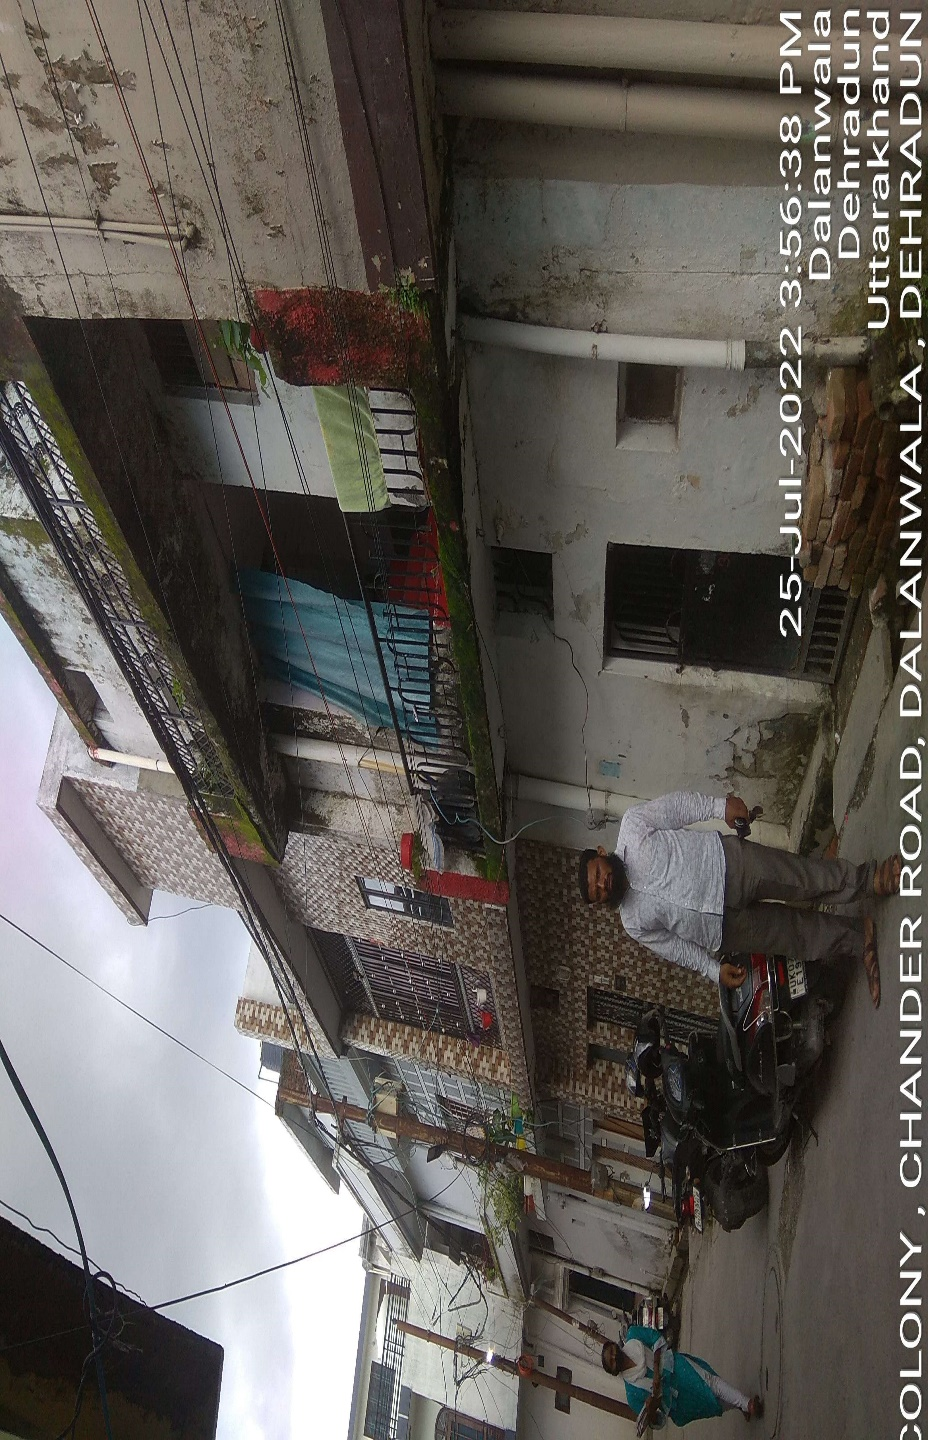 25-Jul-2022 3:56:38 PM
Dalanwala
Dehradun
Uttarakhand
COLONY , CHANDER ROAD, DALANWALA , DEHRADUN